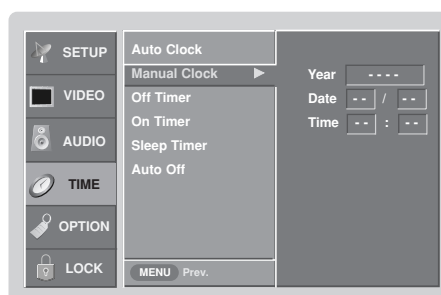 SETUP
VIDEO
AUDIO
TIME
OPTION
LOCK
Auto Clock
Manual Clock ►
Off Timer
On Timer
Sleep Timer
Auto Off
MENU Prev.
Year - - - -
Date - - / - -
Time - - : - -